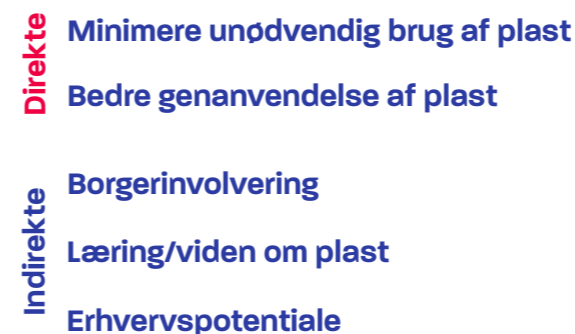 Direkte
Minimere unødvendig brug af plast
Bedre genanvendelse af plast
Indirekte
Borgerinvolvering
Læring/viden om plast
Erhvervspotentiale